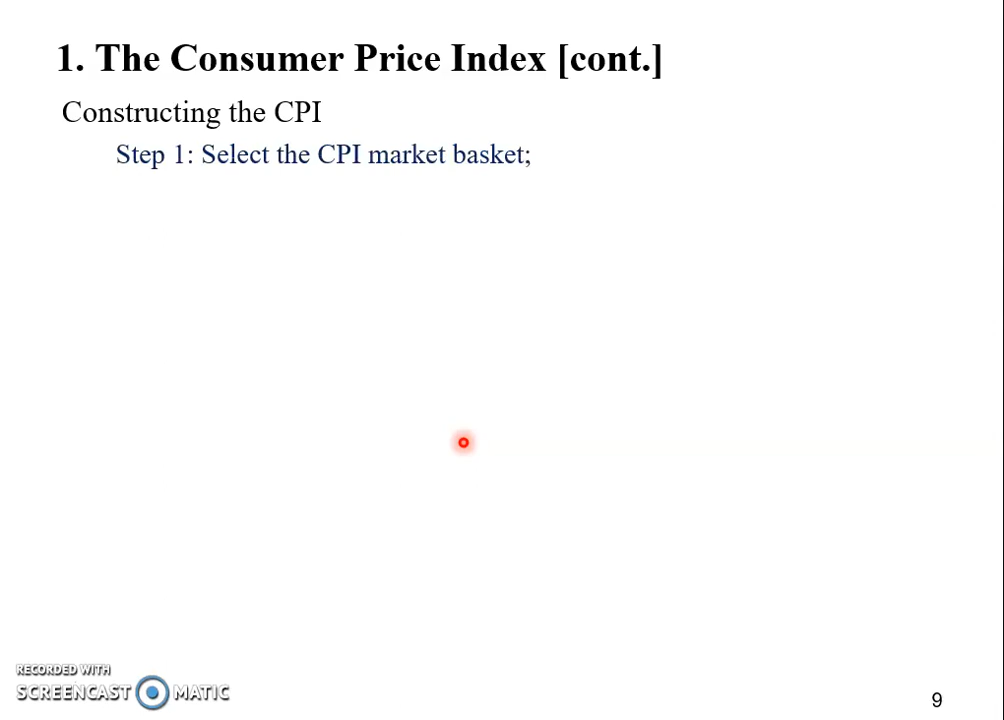 1. The Consumer Price Index [cont.]
Constructing the CPI
Step 1: Select the CPI market basket;
RECORDED WITH
SCREENCAST MATIC
9